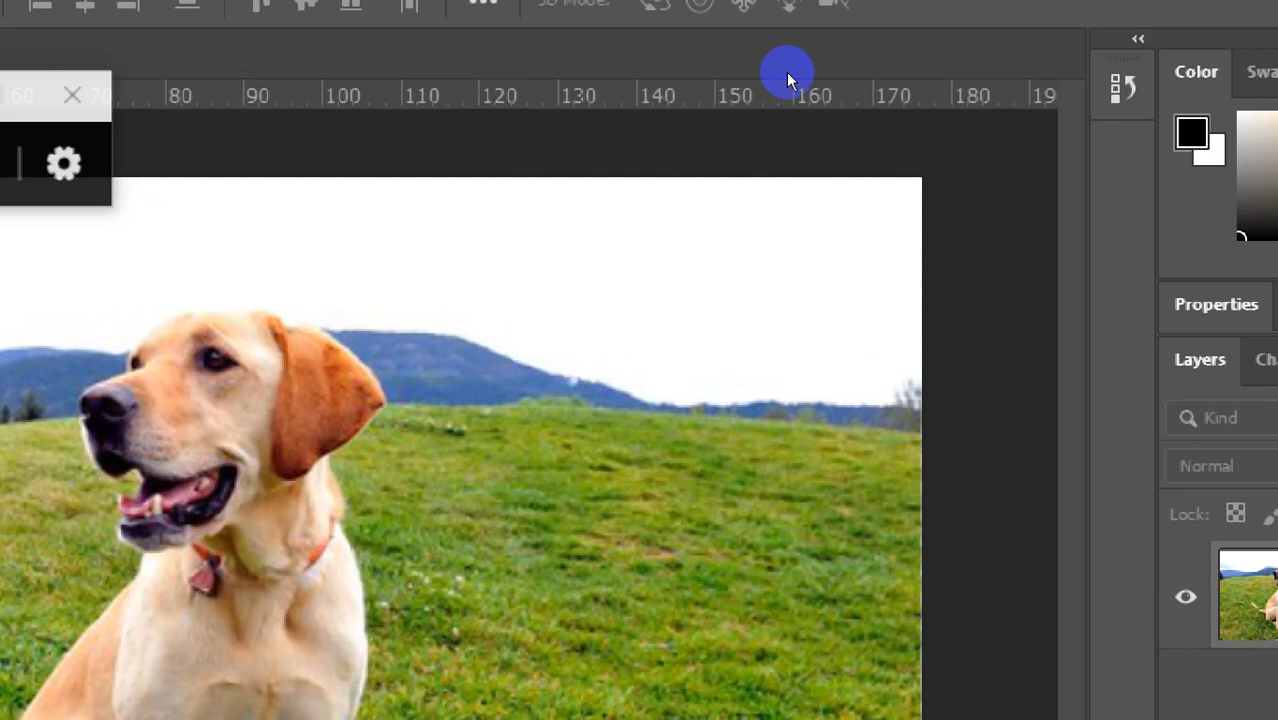 3D Mode:
60 70 80 90 100 110 120 130 140 150 160 170 180 19
Color Swa
Properties
Layers Ch
Kind
Normal
Lock: